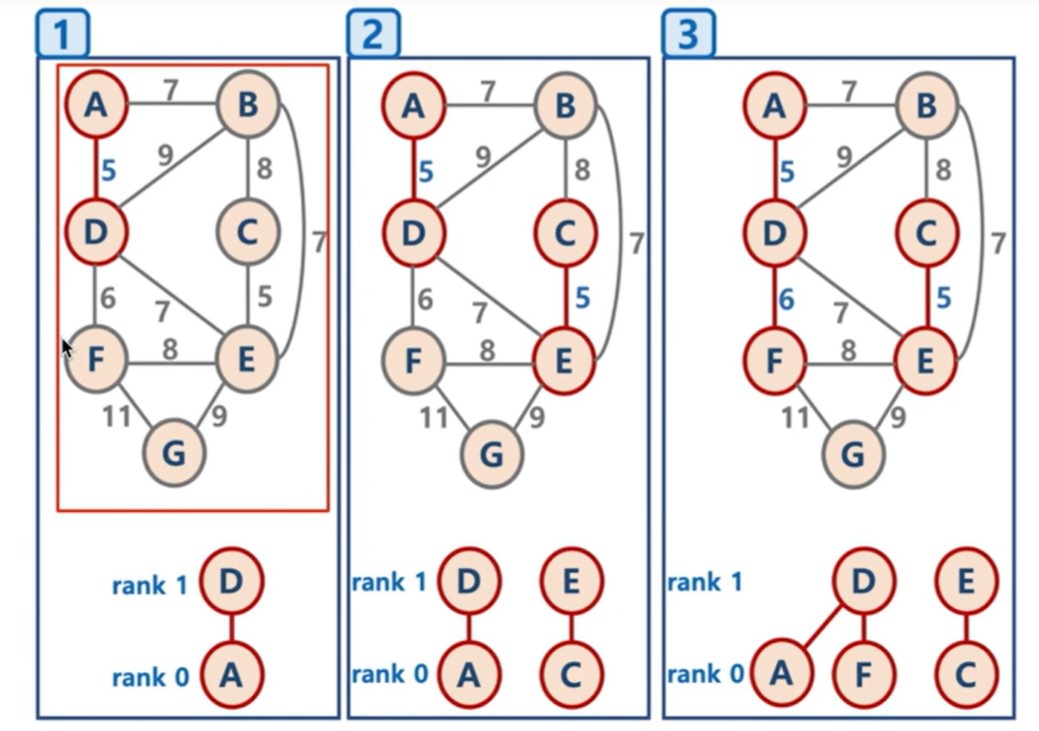 1
A 7 B
5 9 8
D C 7
6 7 5
F 8 E
11 9
G
rank 1 D
rank 0 A
2
A 7 B
5 9 8
D C 7
6 7 5
F 8 E
11 9
G
rank 1 D E
rank 0 A C
3
A 7 B
5 9 8
D C 7
6 7 5
F 8 E
11 9
G
rank 1 D E
rank 0 A F C